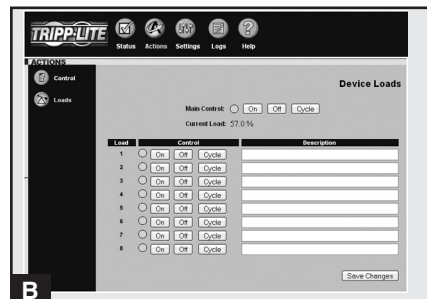 TRIPP·LITE
Status Actions Settings Logs Help
ACTIONS
Control
Loads
Device Loads
Main Control: On Off Cycle
Current Load: 57.0 %
Load Control Description
1 On Off Cycle
2 On Off Cycle
3 On Off Cycle
4 On Off Cycle
5 On Off Cycle
6 On Off Cycle
7 On Off Cycle
8 On Off Cycle
Save Changes
B